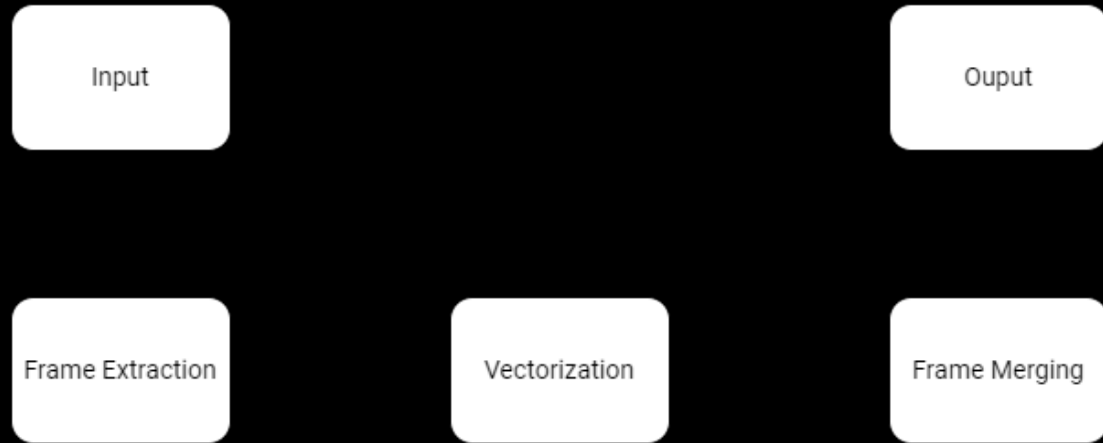 Input
Ouput
Frame Extraction
Vectorization
Frame Merging